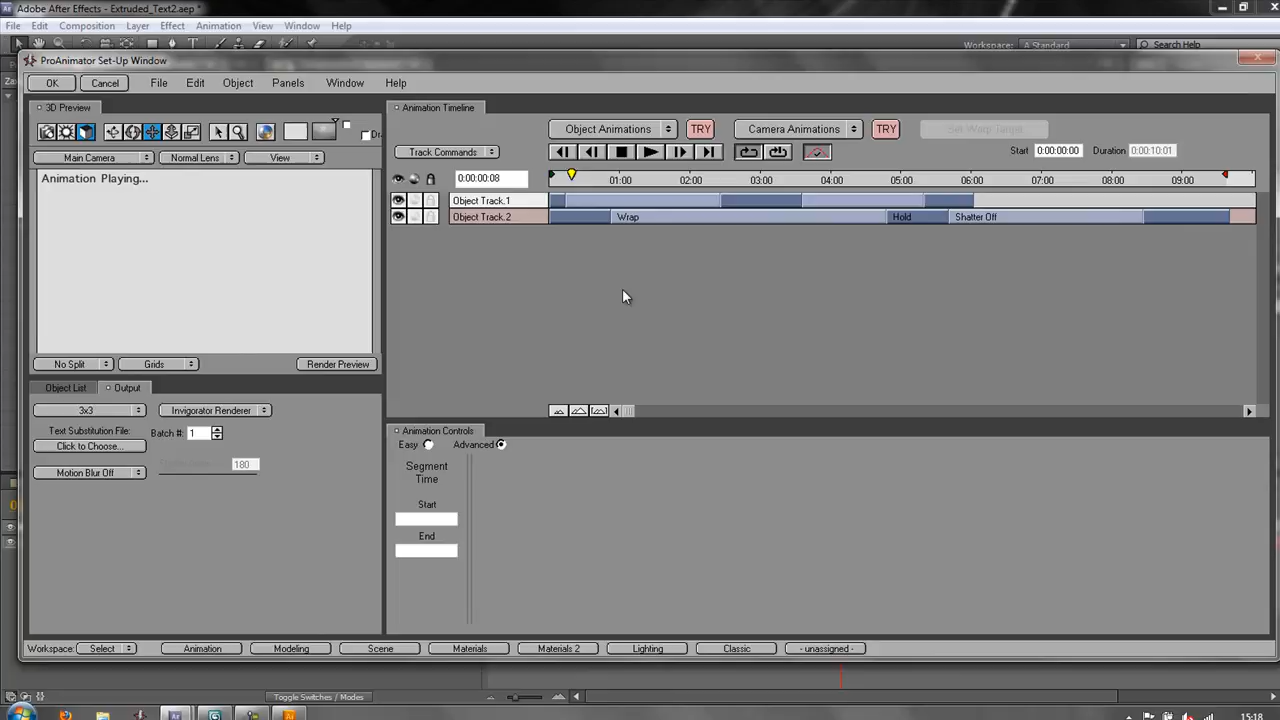 Adobe After Effects - Extruded_Text2.aep *
File Edit Composition Layer Effect Animation View Window Help
Workspace: A Standard Search Help
ProAnimator Set-Up Window
OK Cancel File Edit Object Panels Window Help
3D Preview
Animation Timeline
Object Animations TRY Camera Animations TRY Set Warp Target
Main Camera Normal Lens View
Track Commands
Start 0:00:00:00 Duration 0:00:10:01
Animation Playing...
0:00:00:08 01:00 02:00 03:00 04:00 05:00 06:00 07:00 08:00 09:00
Object Track.1
Object Track.2 Wrap Hold Shatter Off
No Split Grids Render Preview
Object List Output
3x3 Invigorator Renderer
Text Substitution File: Batch #: 1
Click to Choose...
Motion Blur Off 180
Animation Controls
Easy Advanced
Segment
Time
Start
End
Workspace: Select Animation Modeling Scene Materials Materials 2 Lighting Classic - unassigned -
Toggle Switches / Modes
15:18